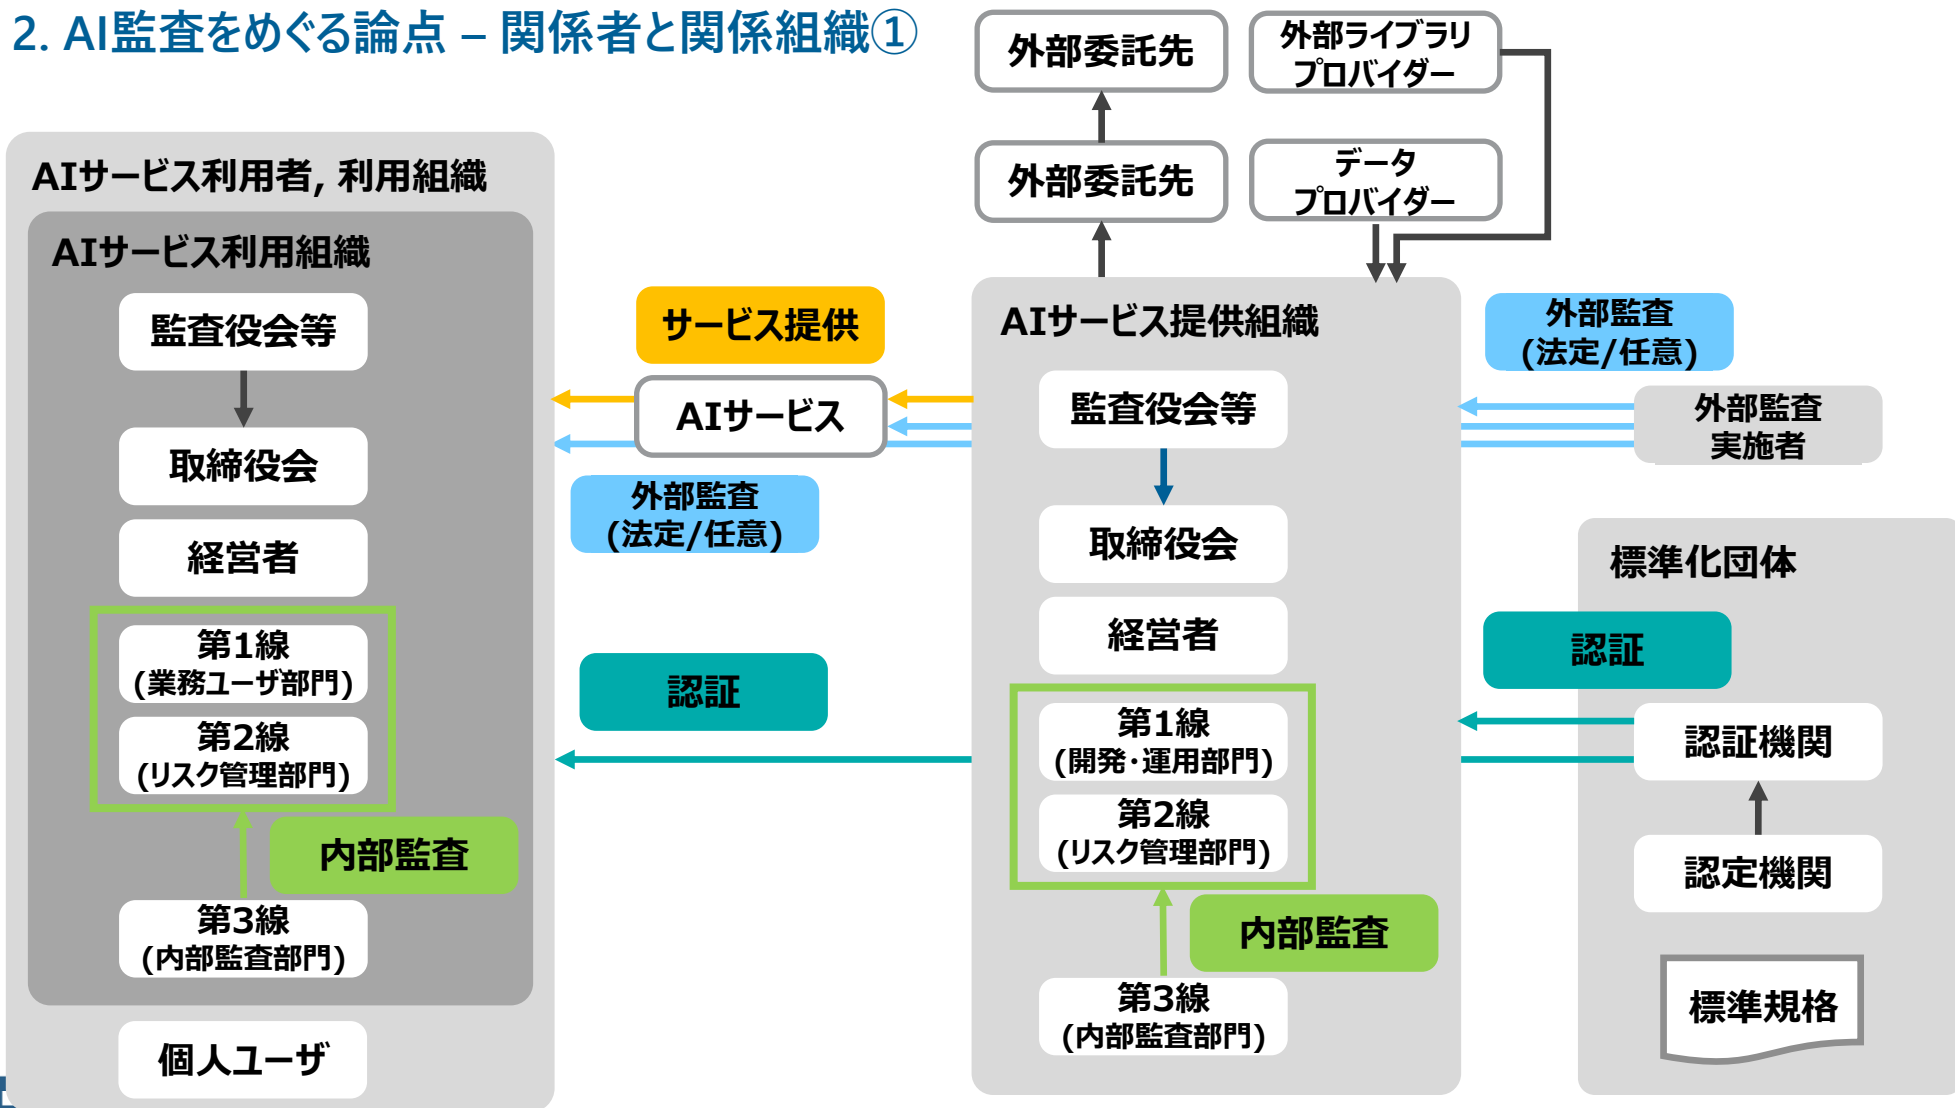 2. AI監査をめぐる論点 – 関係者と関係組織①
外部委託先
外部ライブラリ
プロバイダー
外部委託先
データ
プロバイダー
AIサービス利用者, 利用組織
AIサービス利用組織
監査役会等
取締役会
経営者
第1線
(業務ユーザ部門)
第2線
(リスク管理部門)
内部監査
第3線
(内部監査部門)
個人ユーザ
サービス提供
AIサービス
外部監査
(法定/任意)
認証
AIサービス提供組織
監査役会等
取締役会
経営者
第1線
(開発・運用部門)
第2線
(リスク管理部門)
内部監査
第3線
(内部監査部門)
外部監査
(法定/任意)
外部監査
実施者
標準化団体
認証
認証機関
認定機関
標準規格